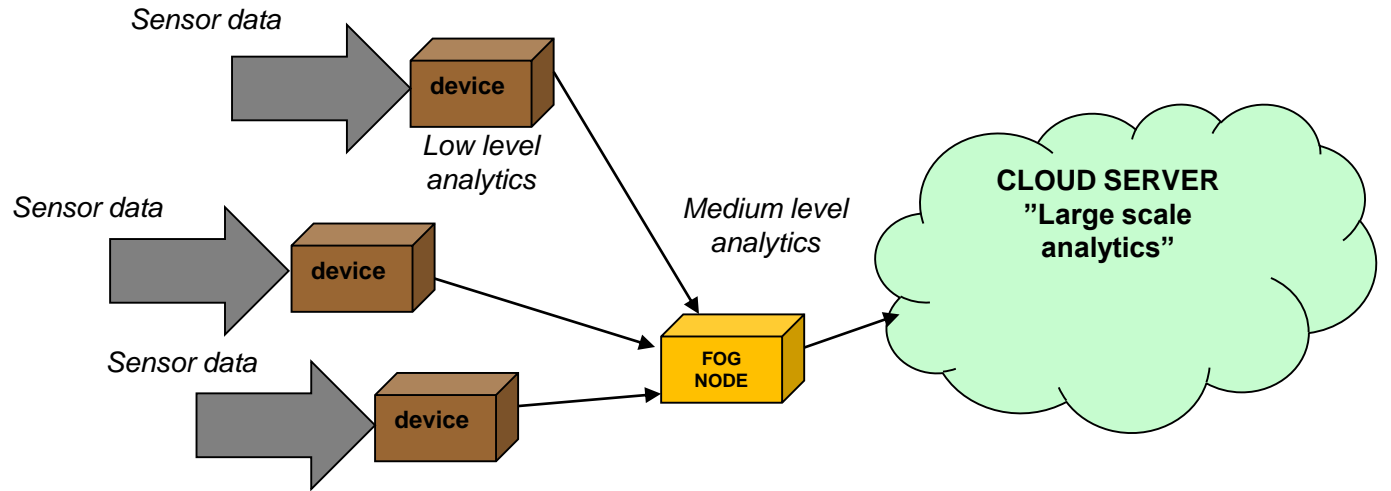 Sensor data
device
Low level
analytics
Sensor data
device
Medium level
analytics
CLOUD SERVER
”Large scale
analytics”
Sensor data
device
FOG
NODE